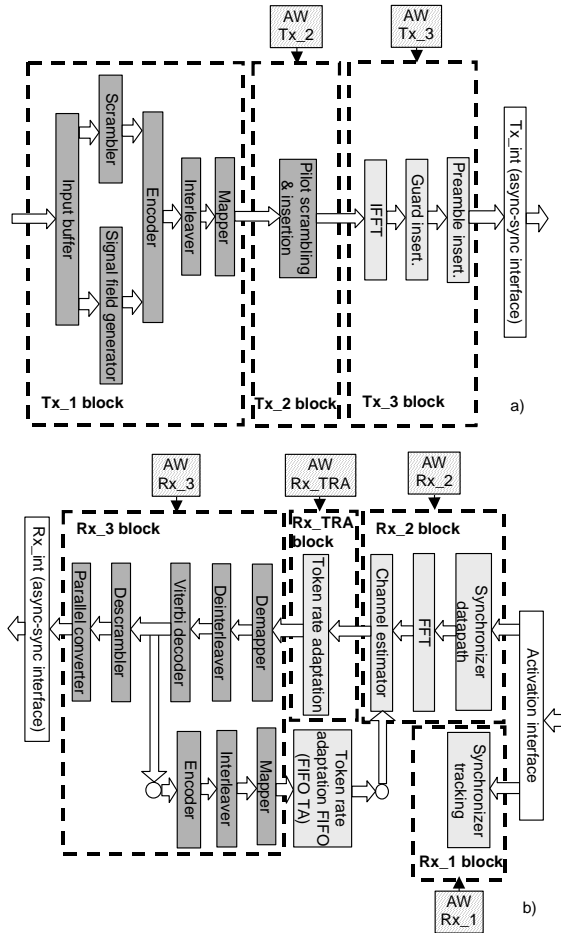 AW
Tx_2
AW
Tx_3
Input buffer
Scrambler
Signal field generator
Encoder
Interleaver
Mapper
Tx_1 block
Pilot scrambling
& insertion
Tx_2 block
IFFT
Guard insert.
Preamble insert.
Tx_3 block
Tx_int (async-sync interface)
a)
AW
Rx_3
AW
Rx_TRA
AW
Rx_2
Rx_3 block
Rx_TRA
block
Rx_2 block
Rx_int (async-sync interface)
Parallel converter
Descrambler
Viterbi decoder
Deinterleaver
Demapper
Token rate adaptation
Channel estimator
FFT
Synchronizer
datapath
Activation interface
Encoder
Interleaver
Mapper
Token rate
adaptation FIFO
(FIFO TA)
Synchronizer
tracking
Rx_1 block
AW
Rx_1
b)